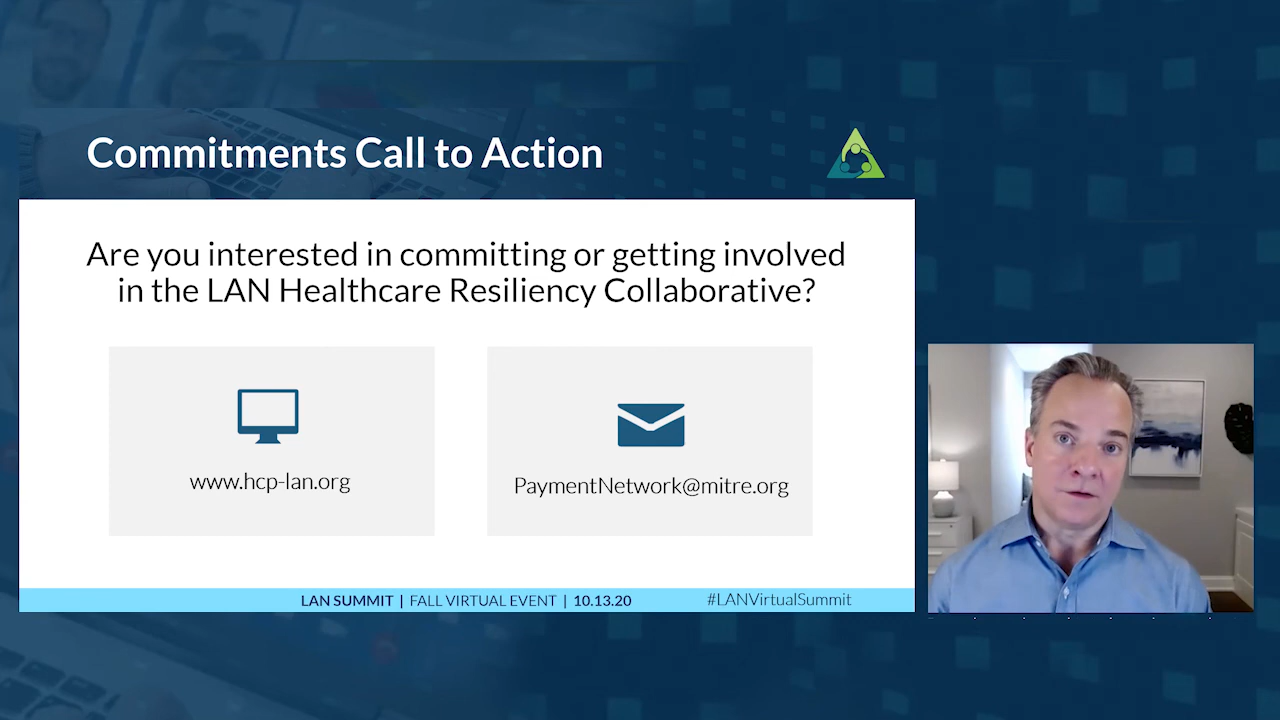 Commitments Call to Action
Are you interested in committing or getting involved
in the LAN Healthcare Resiliency Collaborative?
www.hcp-lan.org
PaymentNetwork@mitre.org
LAN SUMMIT | FALL VIRTUAL EVENT | 10.13.20
#LANVirtualSummit